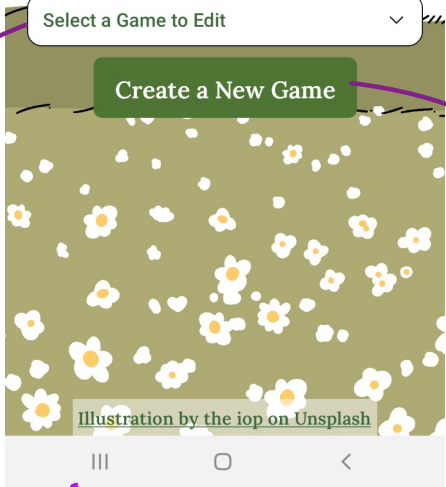 Select a Game to Edit
Create a New Game
Illustration by the iop on Unsplash